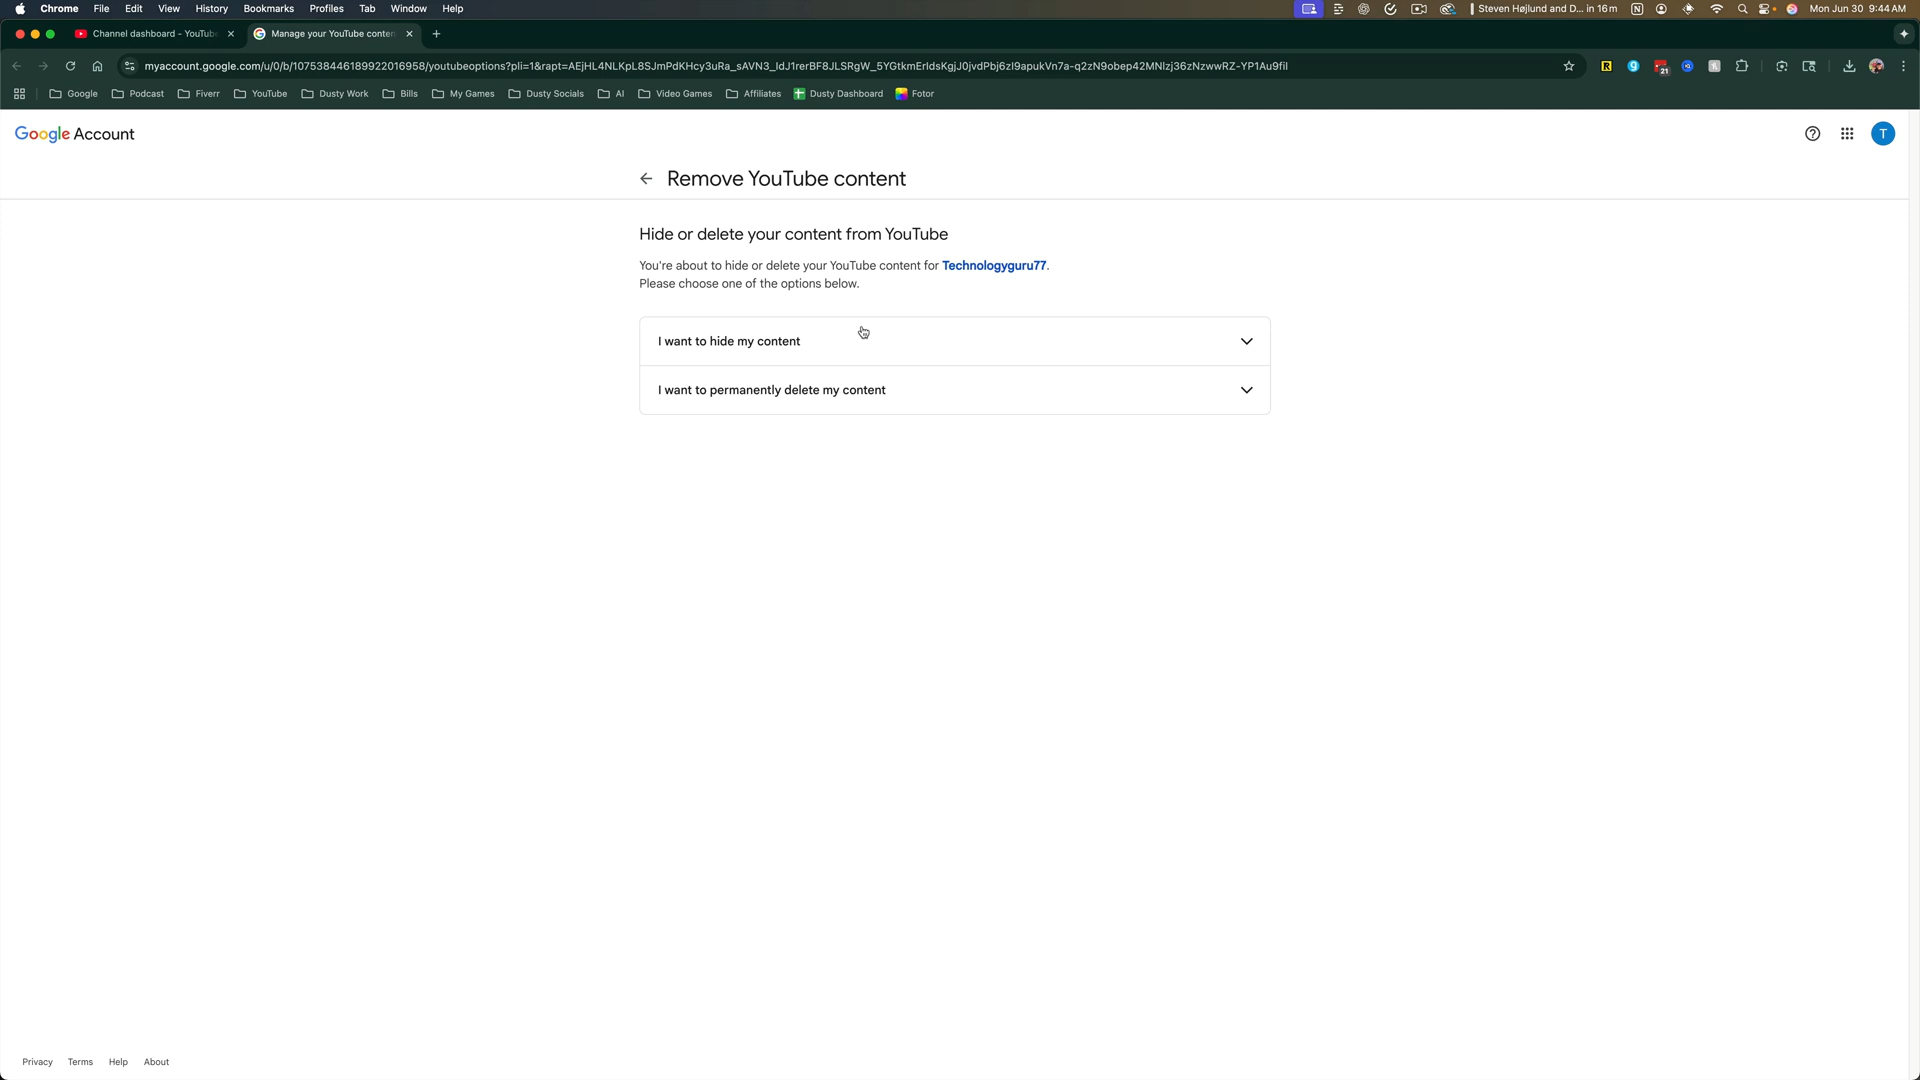 Chrome File Edit View History Bookmarks Profiles Tab Window Help Steven Højlund and D... in 16m Mon Jun 30 9:44 AM
Channel dashboard - YouTube Manage your YouTube conten
myaccount.google.com/u/0/b/107538446189922016958/youtubeoptions?pli=1&rapt=AEjHL4NLKpL8SJmPdKHcy3uRa_sAVN3_IdJ1rerBF8JLSRgW_5YGtkmErIdsKgjJ0jvdPbj6zI9apukVn7a-q2zN9obep42MNlzj36zNzwwRZ-YP1Au9fiI 21
Google Podcast Fiverr YouTube Dusty Work Bills My Games Dusty Socials AI Video Games Affiliates Dusty Dashboard Fotor
Google Account T
Remove YouTube content
Hide or delete your content from YouTube
You're about to hide or delete your YouTube content for Technologyguru77.
Please choose one of the options below.
I want to hide my content
I want to permanently delete my content
Privacy Terms Help About